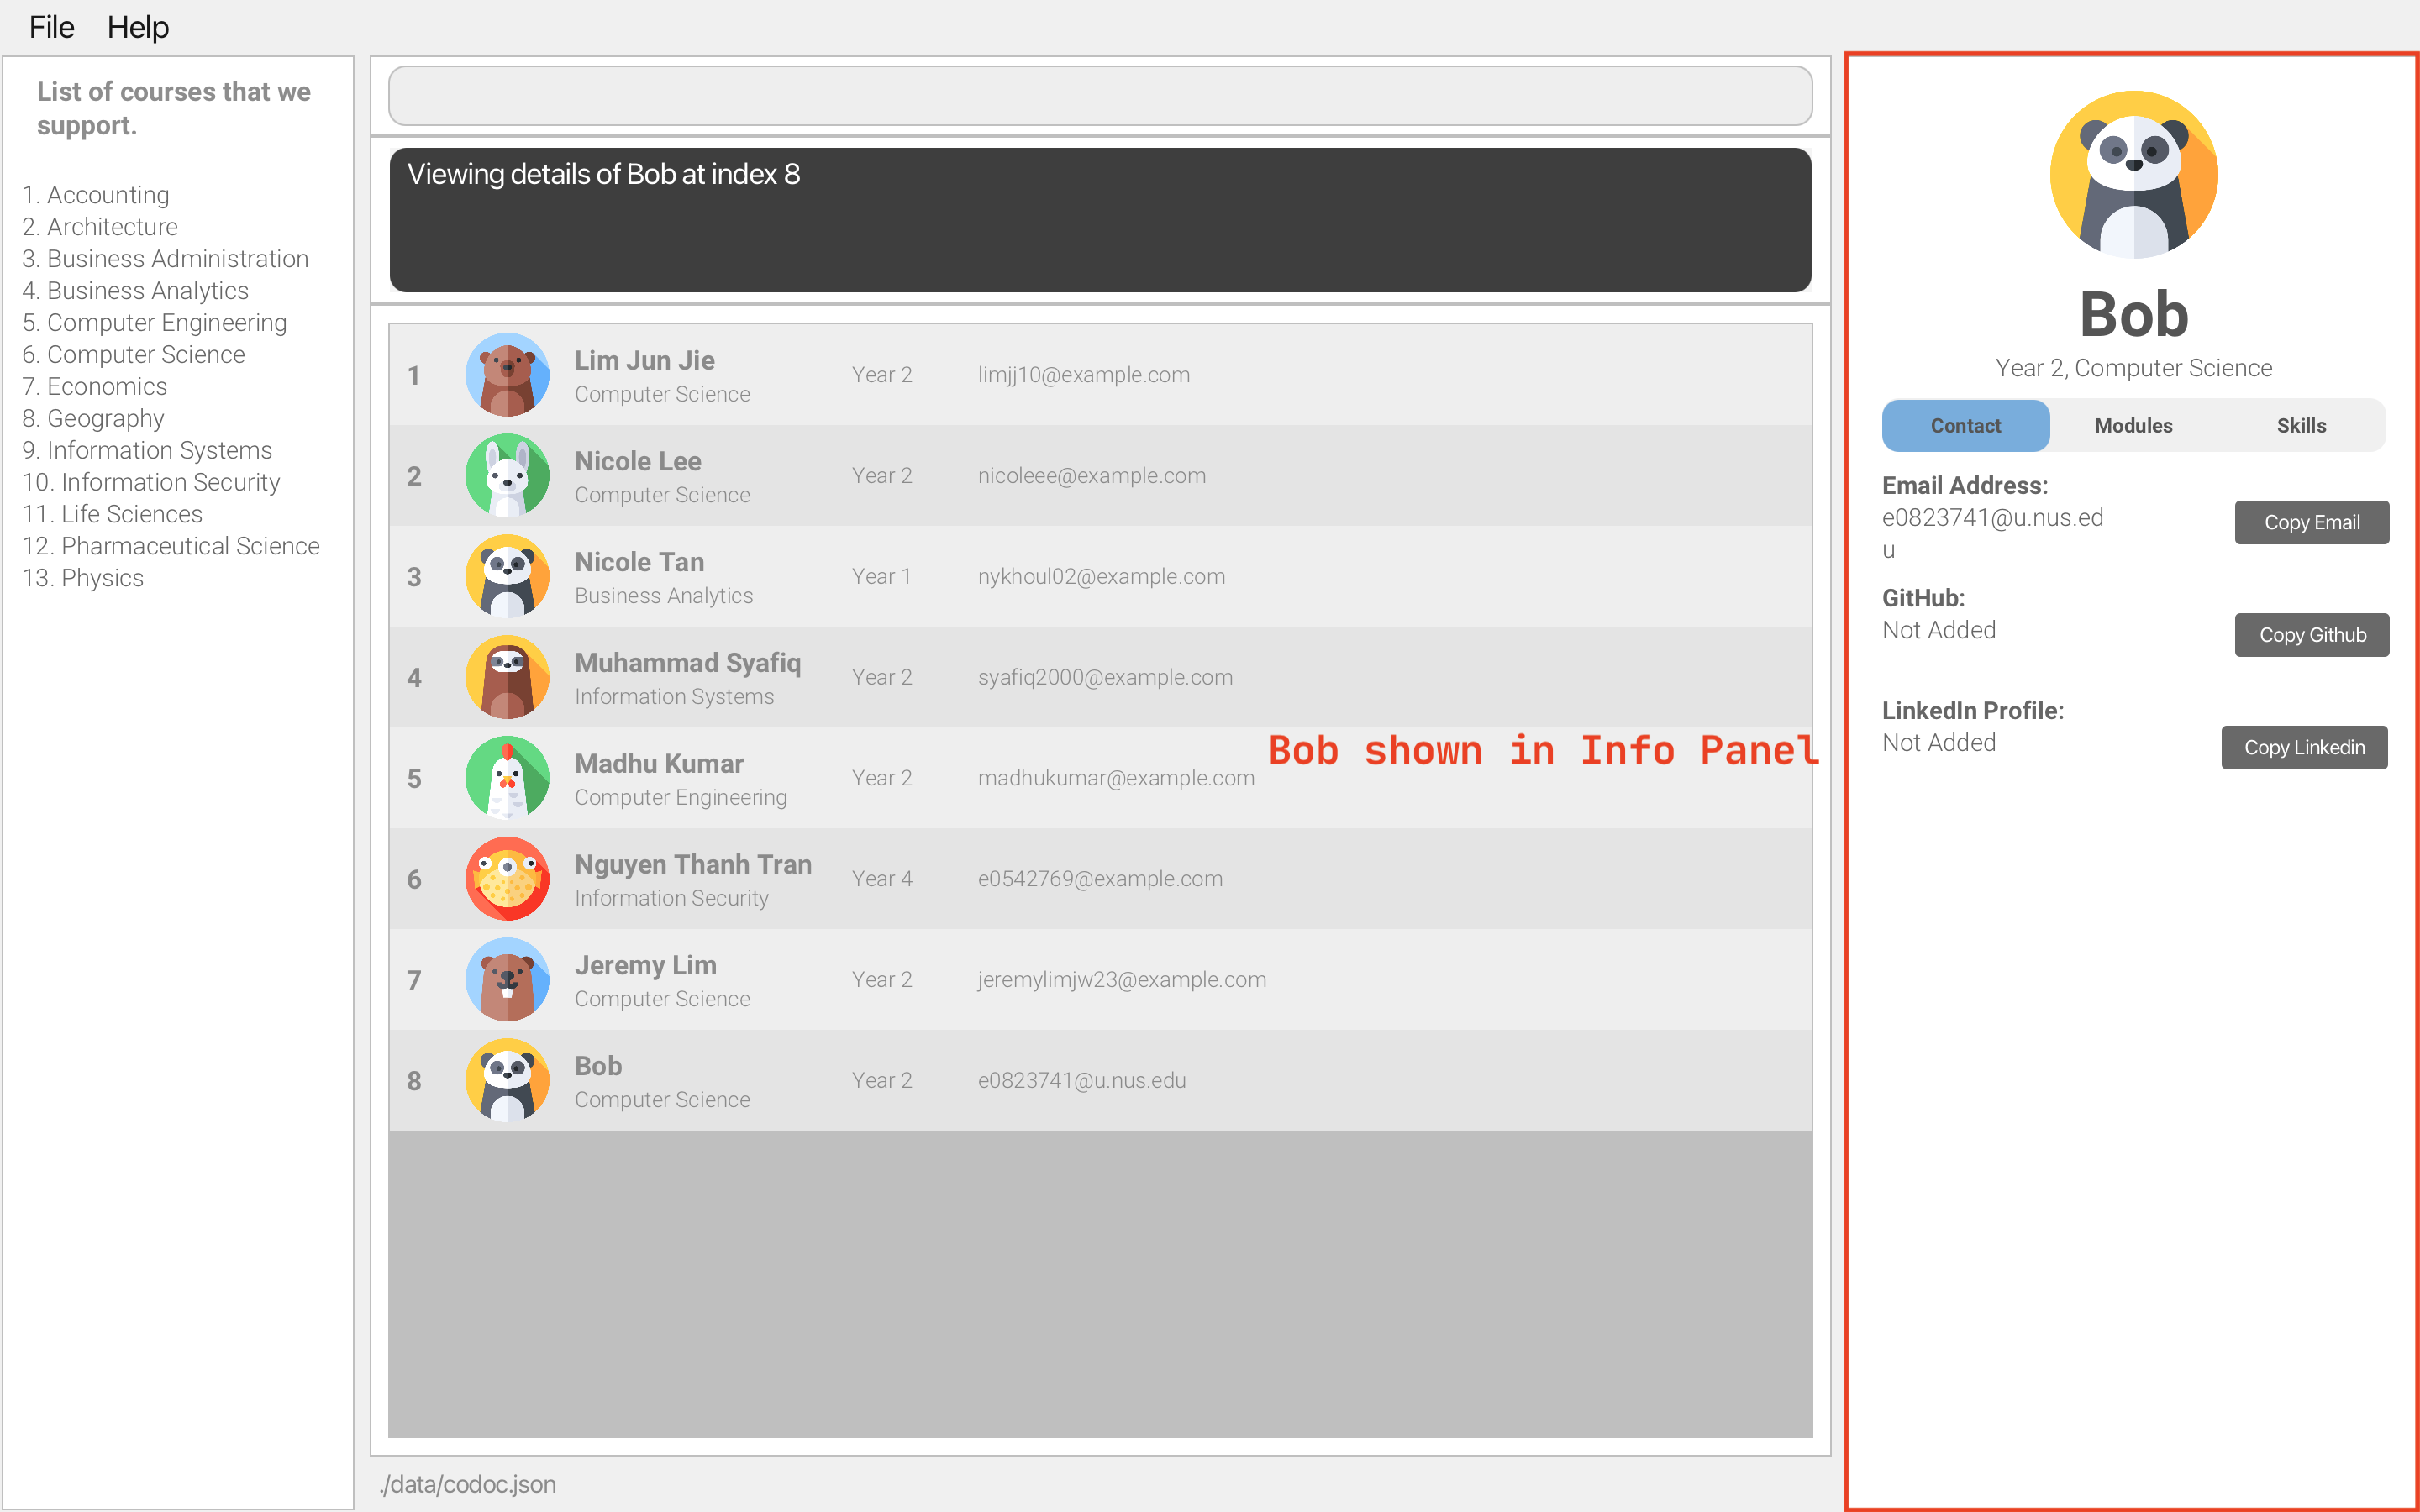 File Help
List of courses that we
support.
1. Accounting
2. Architecture
3. Business Administration
4. Business Analytics
5. Computer Engineering
6. Computer Science
7. Economics
8. Geography
9. Information Systems
10. Information Security
11. Life Sciences
12. Pharmaceutical Science
13. Physics
Viewing details of Bob at index 8
1 Lim Jun Jie Year 2 limjj10@example.com
Computer Science
2 Nicole Lee Year 2 nicoleee@example.com
Computer Science
3 Nicole Tan Year 1 nykhoul02@example.com
Business Analytics
4 Muhammad Syafiq Year 2 syafiq2000@example.com
Information Systems
Bob shown in Info Panel
5 Madhu Kumar Year 2 madhukumar@example.com
Computer Engineering
6 Nguyen Thanh Tran Year 4 e0542769@example.com
Information Security
7 Jeremy Lim Year 2 jeremylimjw23@example.com
Computer Science
8 Bob Year 2 e0823741@u.nus.edu
Computer Science
./data/codoc.json
Bob
Year 2, Computer Science
Contact Modules Skills
Email Address:
e0823741@u.nus.ed
u
Copy Email
GitHub:
Not Added
Copy Github
LinkedIn Profile:
Not Added
Copy Linkedin